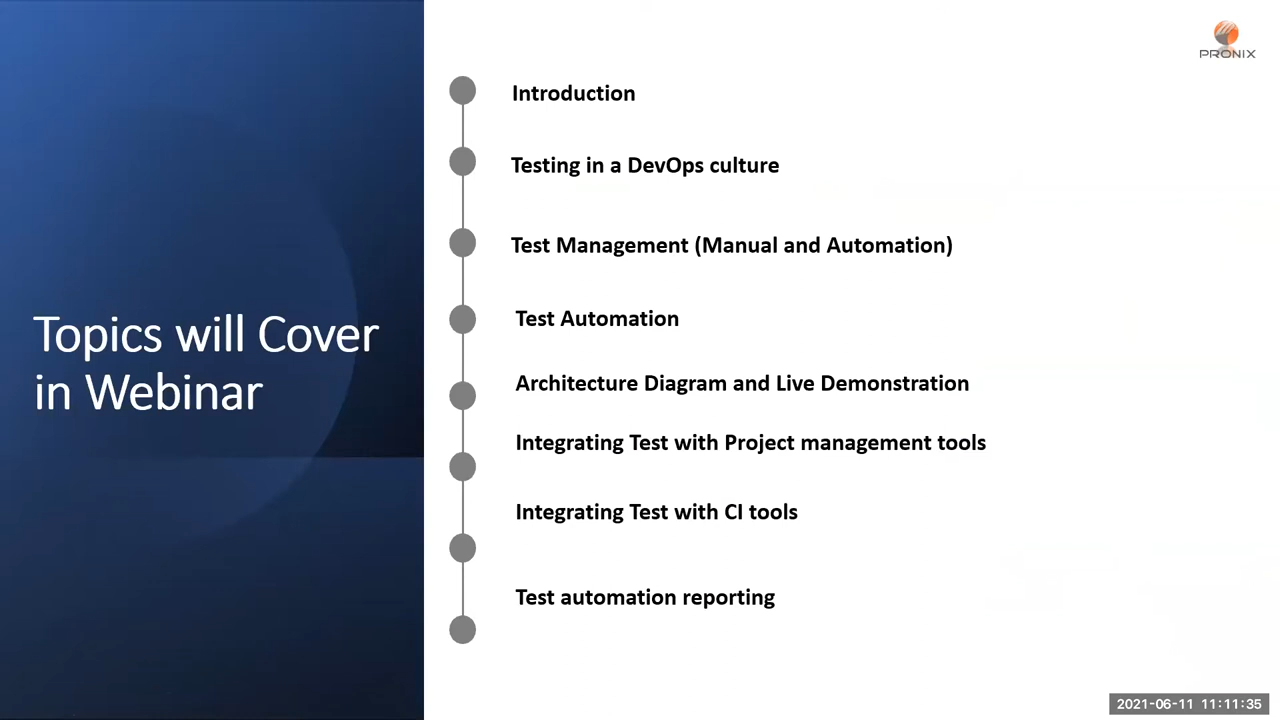 PRONIX
Introduction
Testing in a DevOps culture
Test Management (Manual and Automation)
Test Automation
Architecture Diagram and Live Demonstration
Integrating Test with Project management tools
Integrating Test with CI tools
Test automation reporting
Topics will Cover
in Webinar
2021-06-11 11:11:35